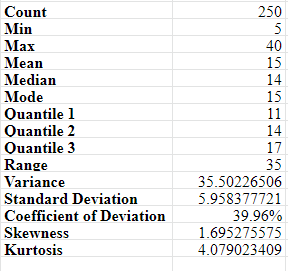 Count 250
Min 5
Max 40
Mean 15
Median 14
Mode 15
Quantile 1 11
Quantile 2 14
Quantile 3 17
Range 35
Variance 35.50226506
Standard Deviation 5.958377721
Coefficient of Deviation 39.96%
Skewness 1.695275575
Kurtosis 4.079023409